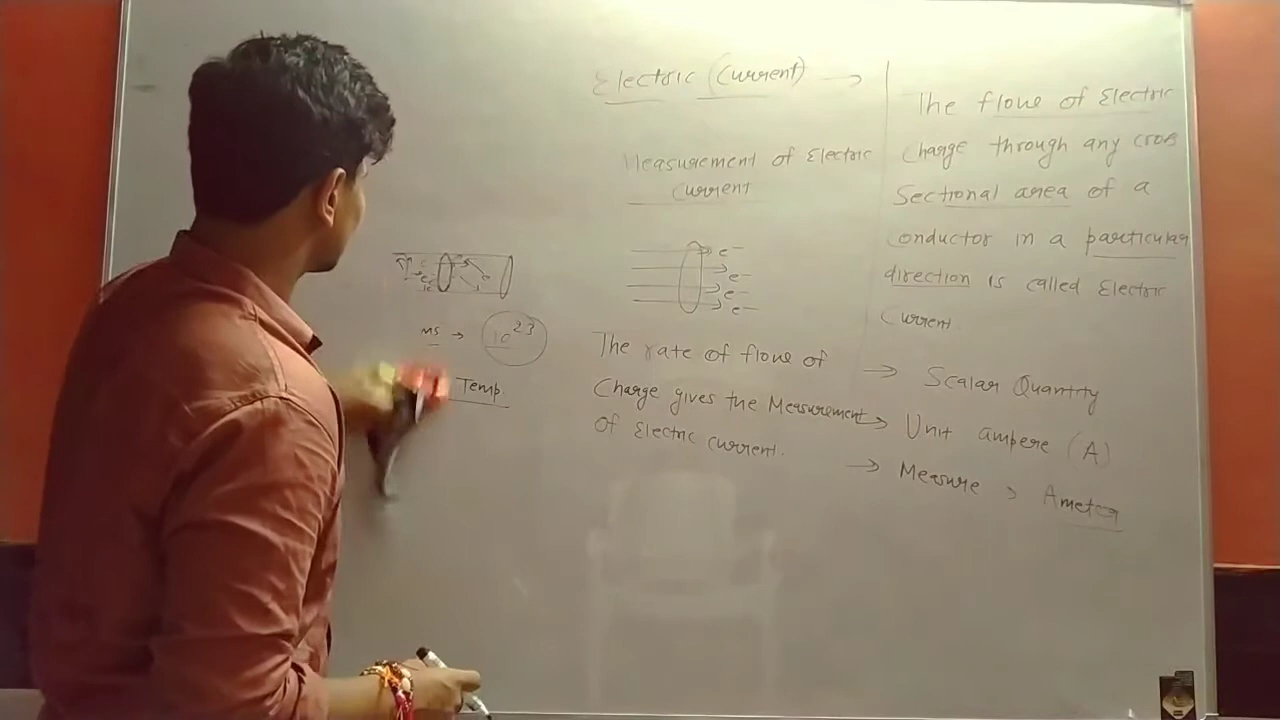 Electric (Current) →
Measurement of Electric
Current
e⁻
e⁻
e⁻
e⁻
The rate of flowe of
Charge gives the Measurement
of Electric current.
The flowe of Electric
Charge through any cross
Sectional area of a
conductor in a particular
direction is called Electric
Current
→ Scalar Quantity
→ Unit ampere (A)
→ Measure > Ameter
ms → 10²³
Temp.